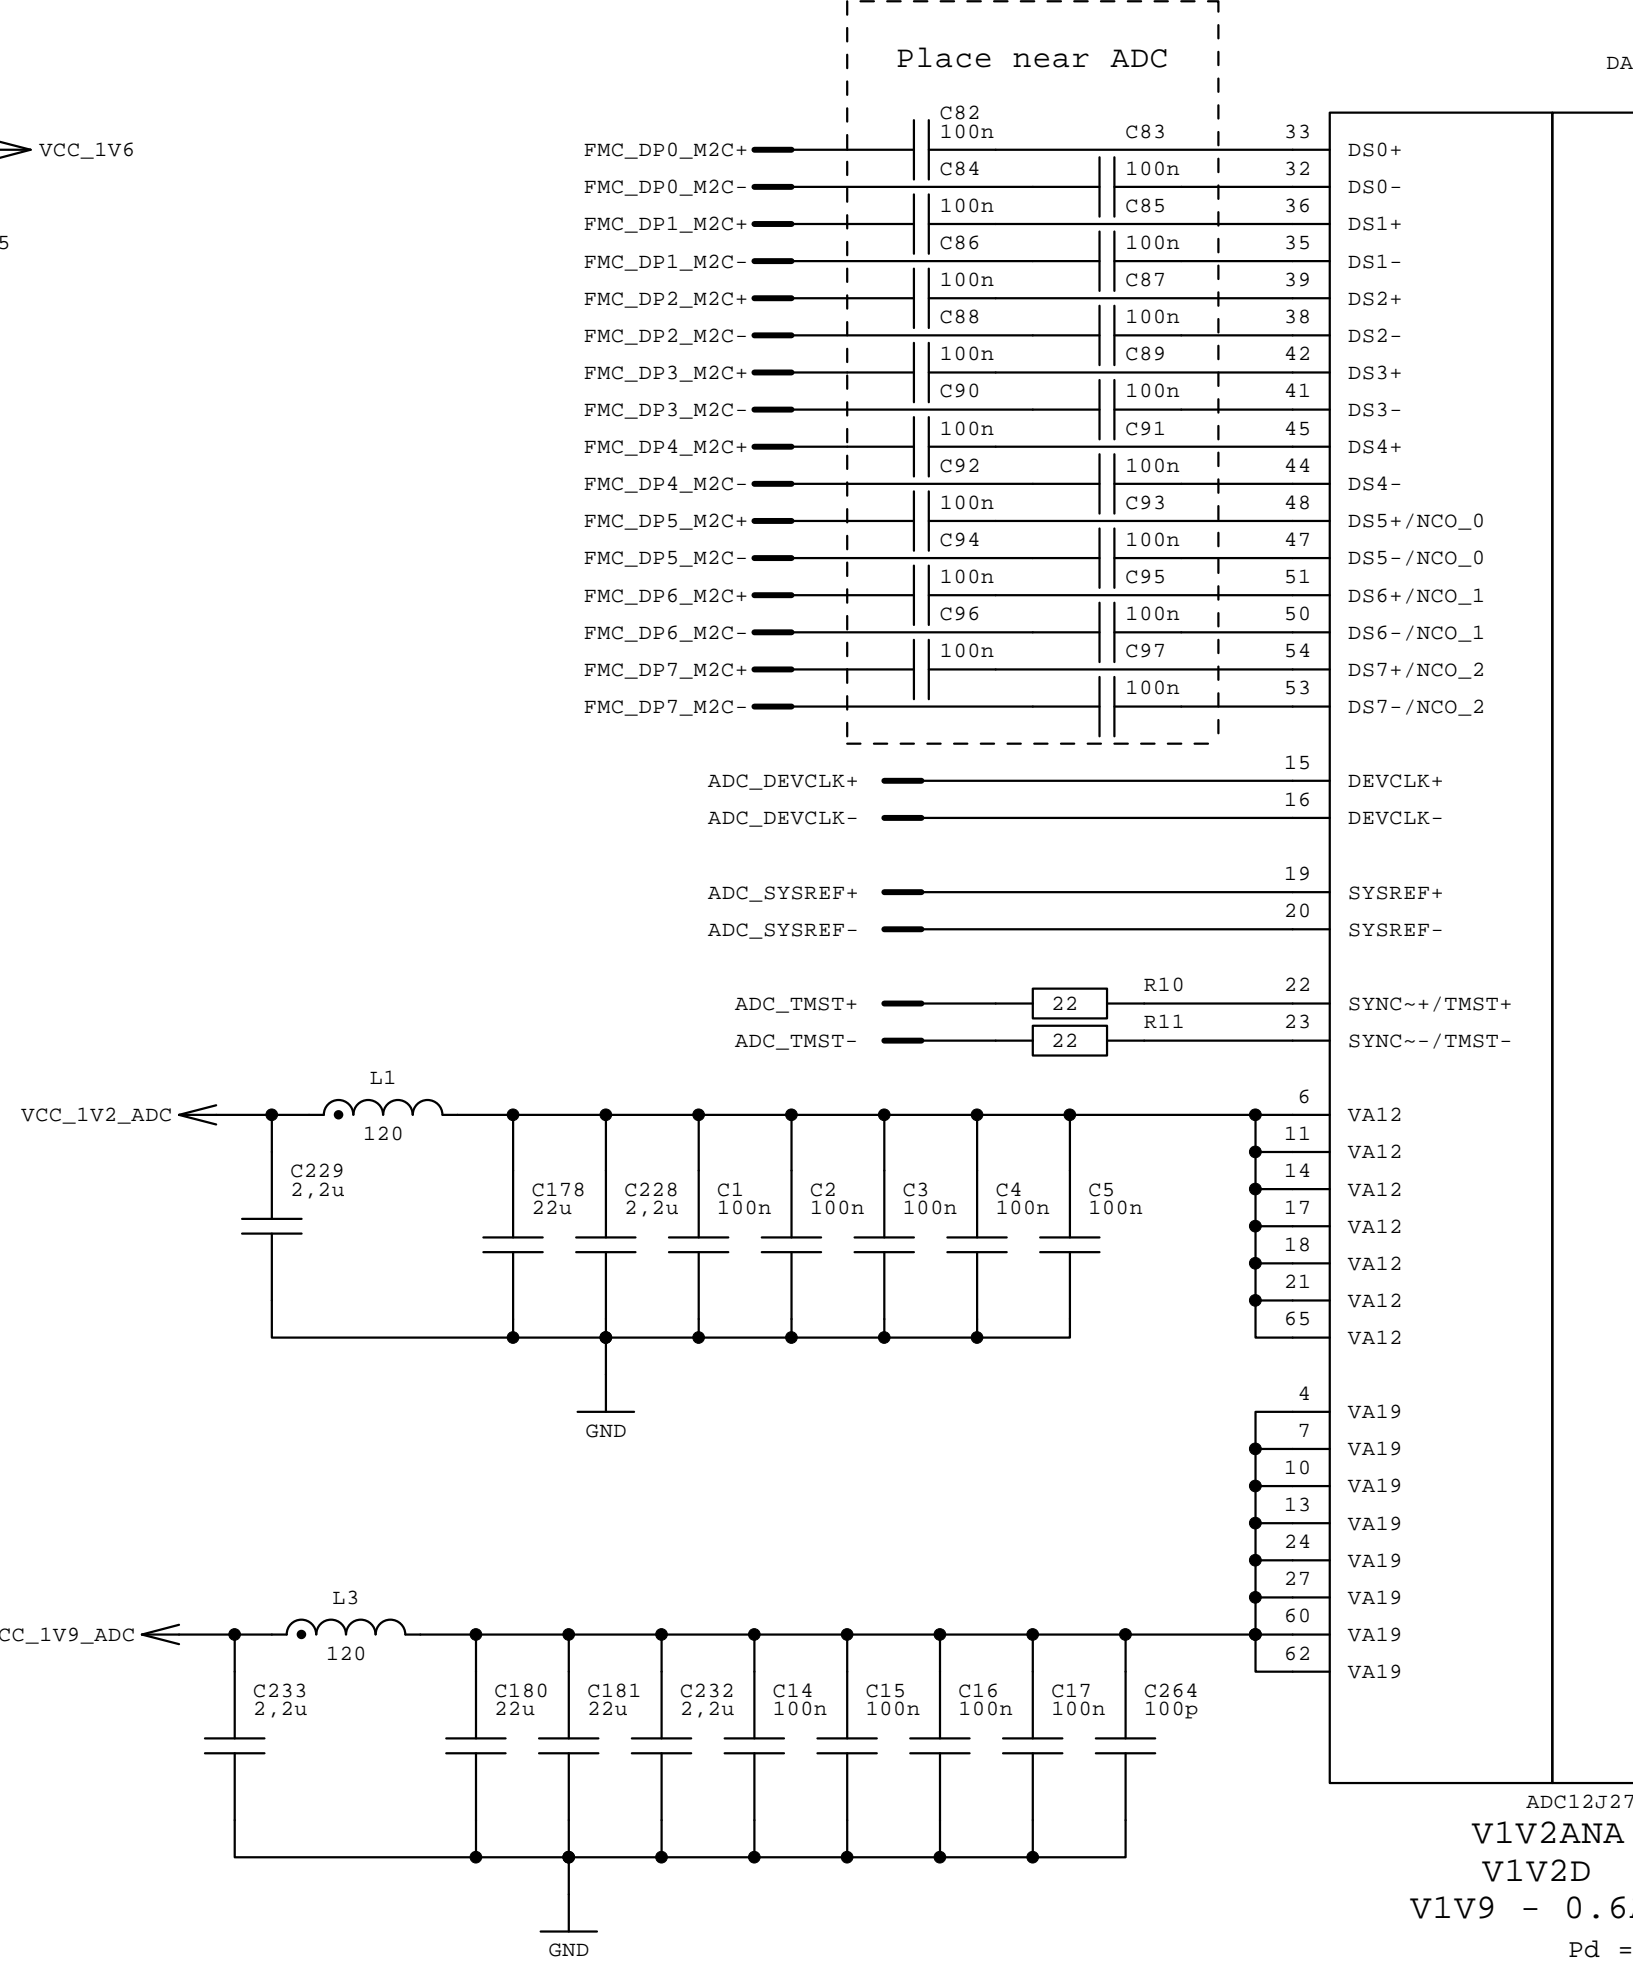 Place near ADC
DA
VCC_1V6
5
C82
100n
C83
33
FMC_DP0_M2C+
DS0+
C84
100n
32
FMC_DP0_M2C-
DS0-
100n
C85
36
FMC_DP1_M2C+
DS1+
C86
100n
35
FMC_DP1_M2C-
DS1-
100n
C87
39
FMC_DP2_M2C+
DS2+
C88
100n
38
FMC_DP2_M2C-
DS2-
100n
C89
42
FMC_DP3_M2C+
DS3+
C90
100n
41
FMC_DP3_M2C-
DS3-
100n
C91
45
FMC_DP4_M2C+
DS4+
C92
100n
44
FMC_DP4_M2C-
DS4-
100n
C93
48
FMC_DP5_M2C+
DS5+/NCO_0
C94
100n
47
FMC_DP5_M2C-
DS5-/NCO_0
100n
C95
51
FMC_DP6_M2C+
DS6+/NCO_1
C96
100n
50
FMC_DP6_M2C-
DS6-/NCO_1
100n
C97
54
FMC_DP7_M2C+
DS7+/NCO_2
100n
53
FMC_DP7_M2C-
DS7-/NCO_2
15
ADC_DEVCLK+
DEVCLK+
16
ADC_DEVCLK-
DEVCLK-
19
ADC_SYSREF+
SYSREF+
20
ADC_SYSREF-
SYSREF-
R10
22
ADC_TMST+
22
SYNC~+/TMST+
R11
23
ADC_TMST-
22
SYNC~-/TMST-
L1
VCC_1V2_ADC
120
6
VA12
11
VA12
14
VA12
17
VA12
18
VA12
21
VA12
65
VA12
C229
2,2u
C178
22u
C228
2,2u
C1
100n
C2
100n
C3
100n
C4
100n
C5
100n
GND
4
VA19
7
VA19
10
VA19
13
VA19
24
VA19
27
VA19
60
VA19
62
VA19
L3
CC_1V9_ADC
120
C233
2,2u
C180
22u
C181
22u
C232
2,2u
C14
100n
C15
100n
C16
100n
C17
100n
C264
100p
GND
ADC12J27
V1V2ANA
V1V2D
V1V9 - 0.6A
Pd =